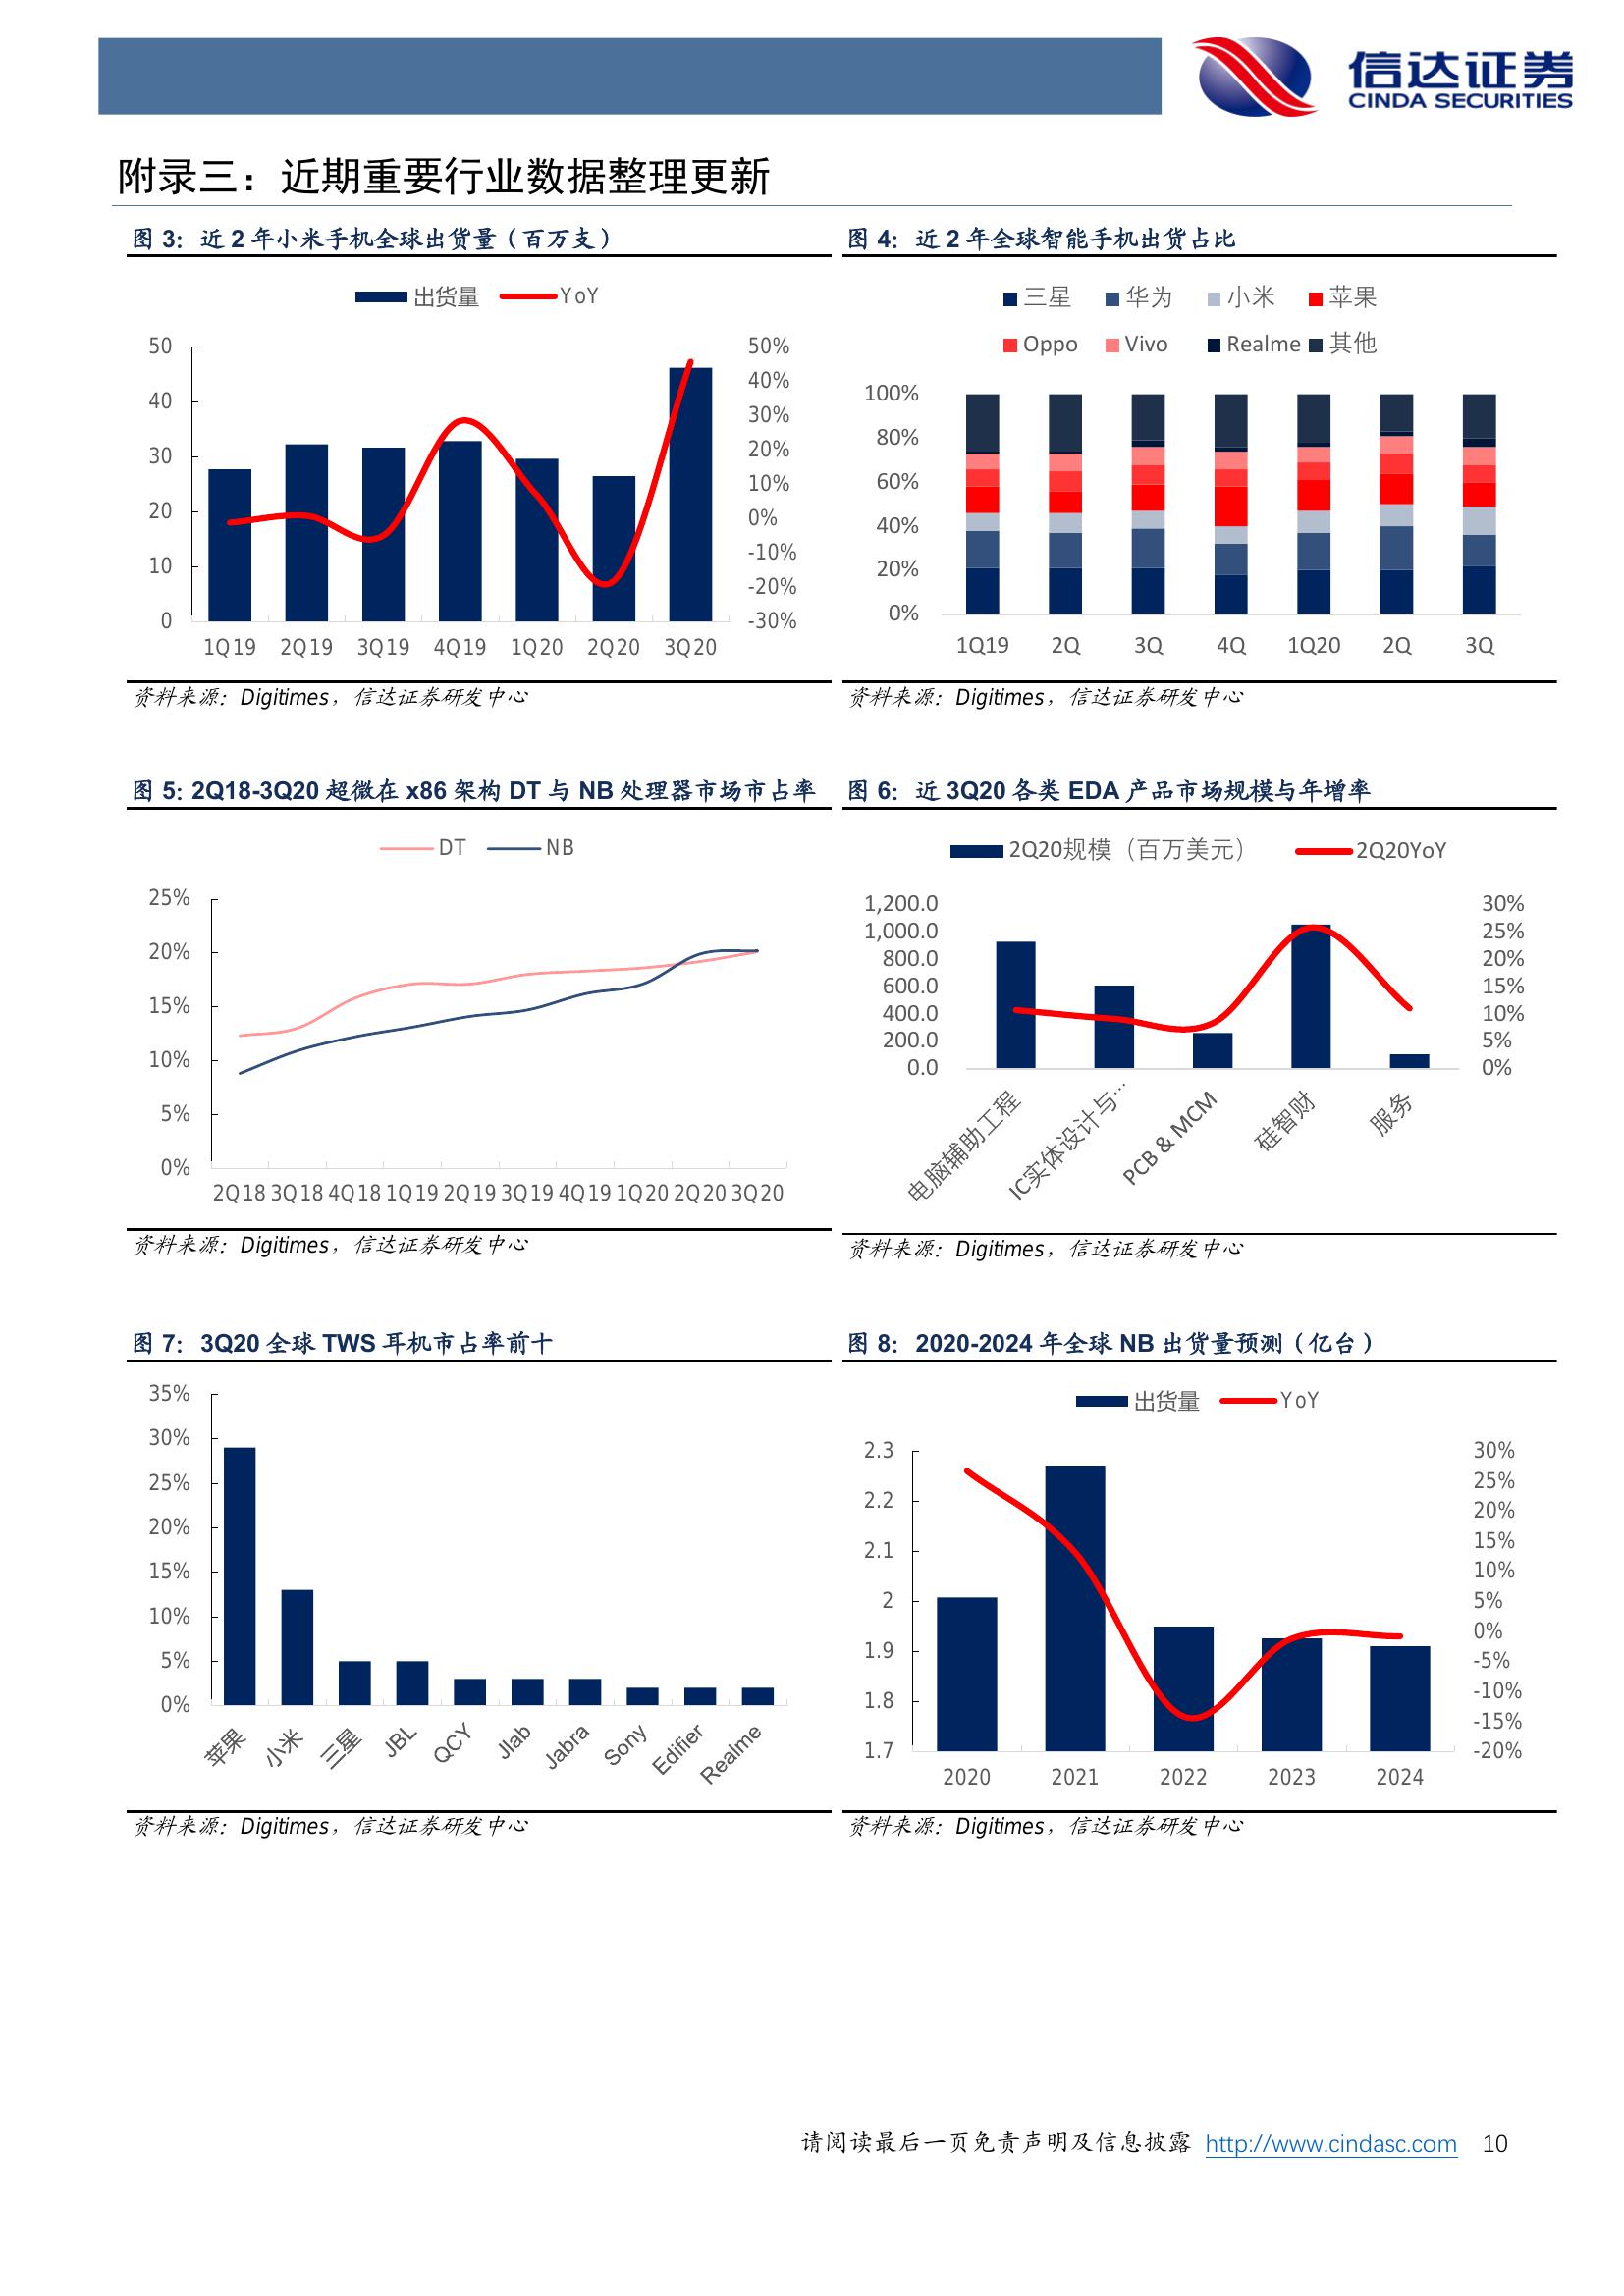 信达证券
CINDA SECURITIES
附录三：近期重要行业数据整理更新
图 3：近 2 年小米手机全球出货量（百万支）
出货量 YoY
50
40
30
20
10
0
50%
40%
30%
20%
10%
0%
-10%
-20%
-30%
1Q19 2Q19 3Q19 4Q19 1Q20 2Q20 3Q20
资料来源：Digitimes，信达证券研发中心
图 4：近 2 年全球智能手机出货占比
三星 华为 小米 苹果
Oppo Vivo Realme 其他
100%
80%
60%
40%
20%
0%
1Q19 2Q 3Q 4Q 1Q20 2Q 3Q
资料来源：Digitimes，信达证券研发中心
图 5: 2Q18-3Q20 超微在 x86 架构 DT 与 NB 处理器市场市占率
DT NB
25%
20%
15%
10%
5%
0%
2Q18 3Q18 4Q18 1Q19 2Q19 3Q19 4Q19 1Q20 2Q20 3Q20
资料来源：Digitimes，信达证券研发中心
图 6：近 3Q20 各类 EDA 产品市场规模与年增率
2Q20规模（百万美元） 2Q20YoY
1,200.0
1,000.0
800.0
600.0
400.0
200.0
0.0
30%
25%
20%
15%
10%
5%
0%
电脑辅助工程 IC实体设计与… PCB & MCM 硅智财 服务
资料来源：Digitimes，信达证券研发中心
图 7：3Q20 全球 TWS 耳机市占率前十
35%
30%
25%
20%
15%
10%
5%
0%
苹果 小米 三星 JBL QCY Jlab Jabra Sony Edifier Realme
资料来源：Digitimes，信达证券研发中心
图 8：2020-2024 年全球 NB 出货量预测（亿台）
出货量 YoY
2.3
2.2
2.1
2
1.9
1.8
1.7
30%
25%
20%
15%
10%
5%
0%
-5%
-10%
-15%
-20%
2020 2021 2022 2023 2024
资料来源：Digitimes，信达证券研发中心
请阅读最后一页免责声明及信息披露 http://www.cindasc.com 10